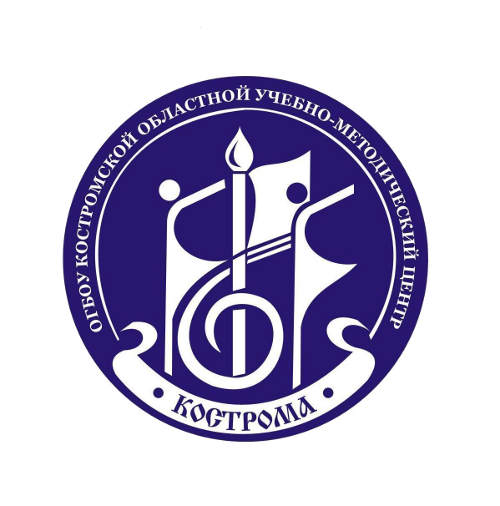 ОГБОУ КОСТРОМСКОЙ ОБЛАСТНОЙ УЧЕБНО-МЕТОДИЧЕСКИЙ ЦЕНТР
• КОСТРОМА •